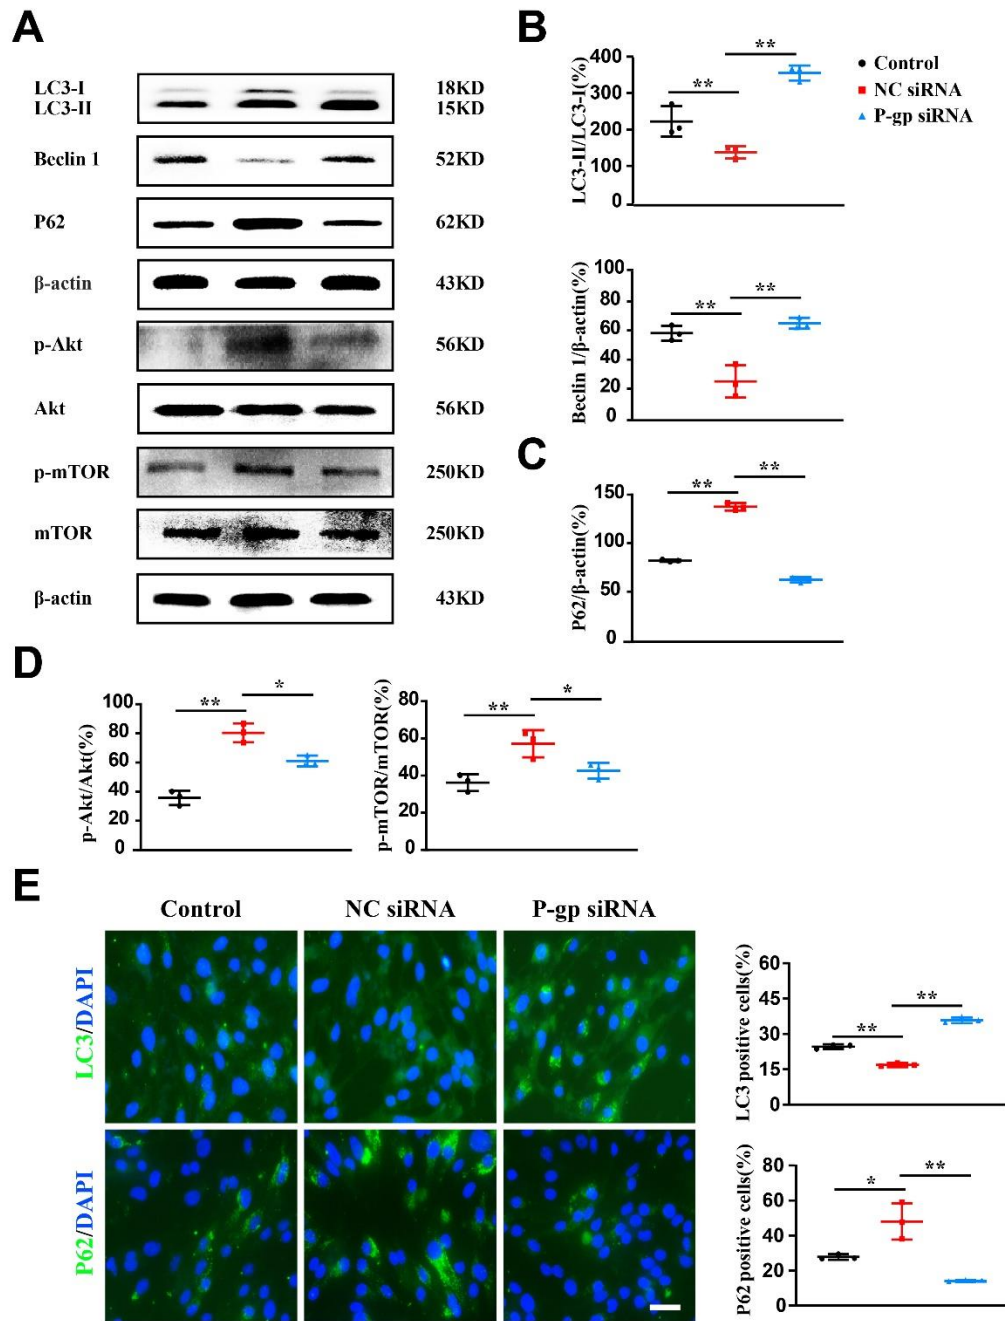 A
LC3-I 18KD
LC3-II 15KD
Beclin 1 52KD
P62 62KD
β-actin 43KD
p-Akt 56KD
Akt 56KD
p-mTOR 250KD
mTOR 250KD
β-actin 43KD
B
LC3-II/LC3-I(%)
400
300
200
100
0
**
**
Control
NC siRNA
P-gp siRNA
Beclin 1/β-actin(%)
100
80
60
40
20
0
**
**
C
P62/β-actin(%)
150
100
50
0
**
**
D
p-Akt/Akt(%)
100
80
60
40
20
0
**
*
p-mTOR/mTOR(%)
80
60
40
20
0
**
*
E
Control NC siRNA P-gp siRNA
LC3/DAPI
P62/DAPI
LC3 positive cells(%)
60
45
30
15
0
**
**
P62 positive cells(%)
80
60
40
20
0
*
**